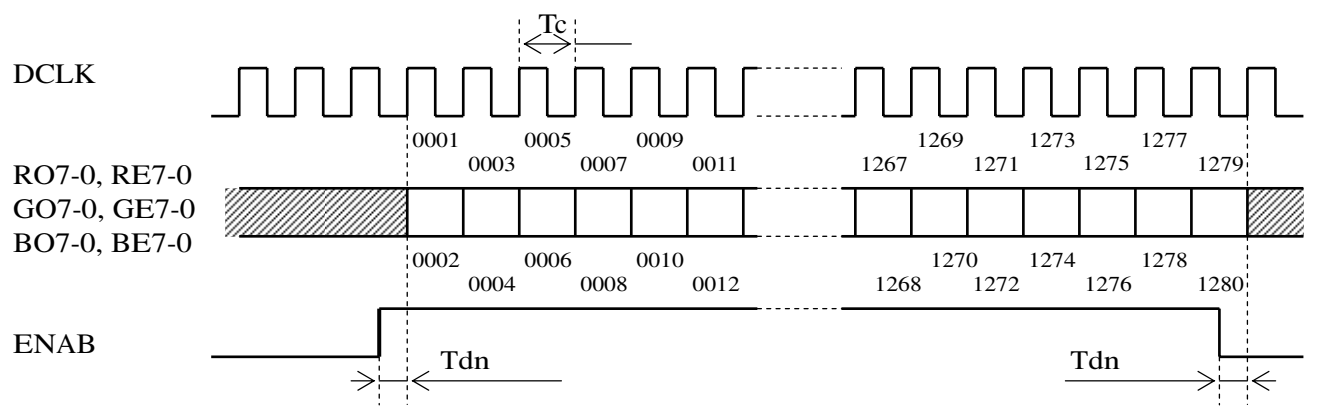 Tc
DCLK
0001 0005 0009 1269 1273 1277
0003 0007 0011 1267 1271 1275 1279
RO7-0, RE7-0
GO7-0, GE7-0
BO7-0, BE7-0
0002 0006 0010 1270 1274 1278
0004 0008 0012 1268 1272 1276 1280
ENAB
Tdn Tdn